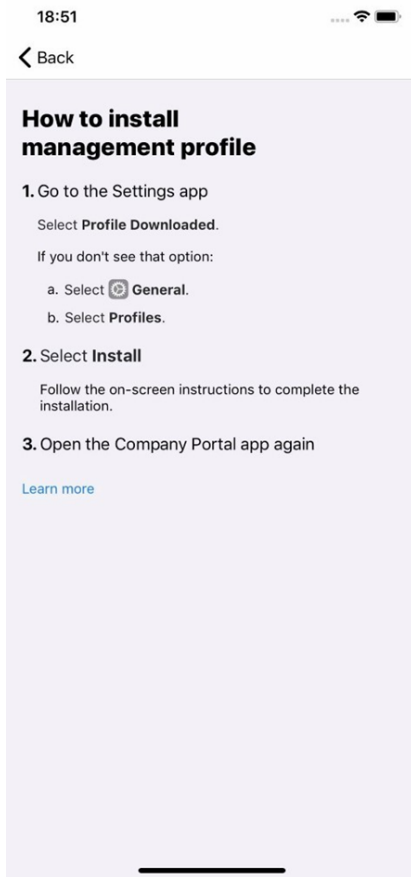 18:51
Back
How to install
management profile
1. Go to the Settings app
Select Profile Downloaded.
If you don't see that option:
a. Select General.
b. Select Profiles.
2. Select Install
Follow the on-screen instructions to complete the
installation.
3. Open the Company Portal app again
Learn more